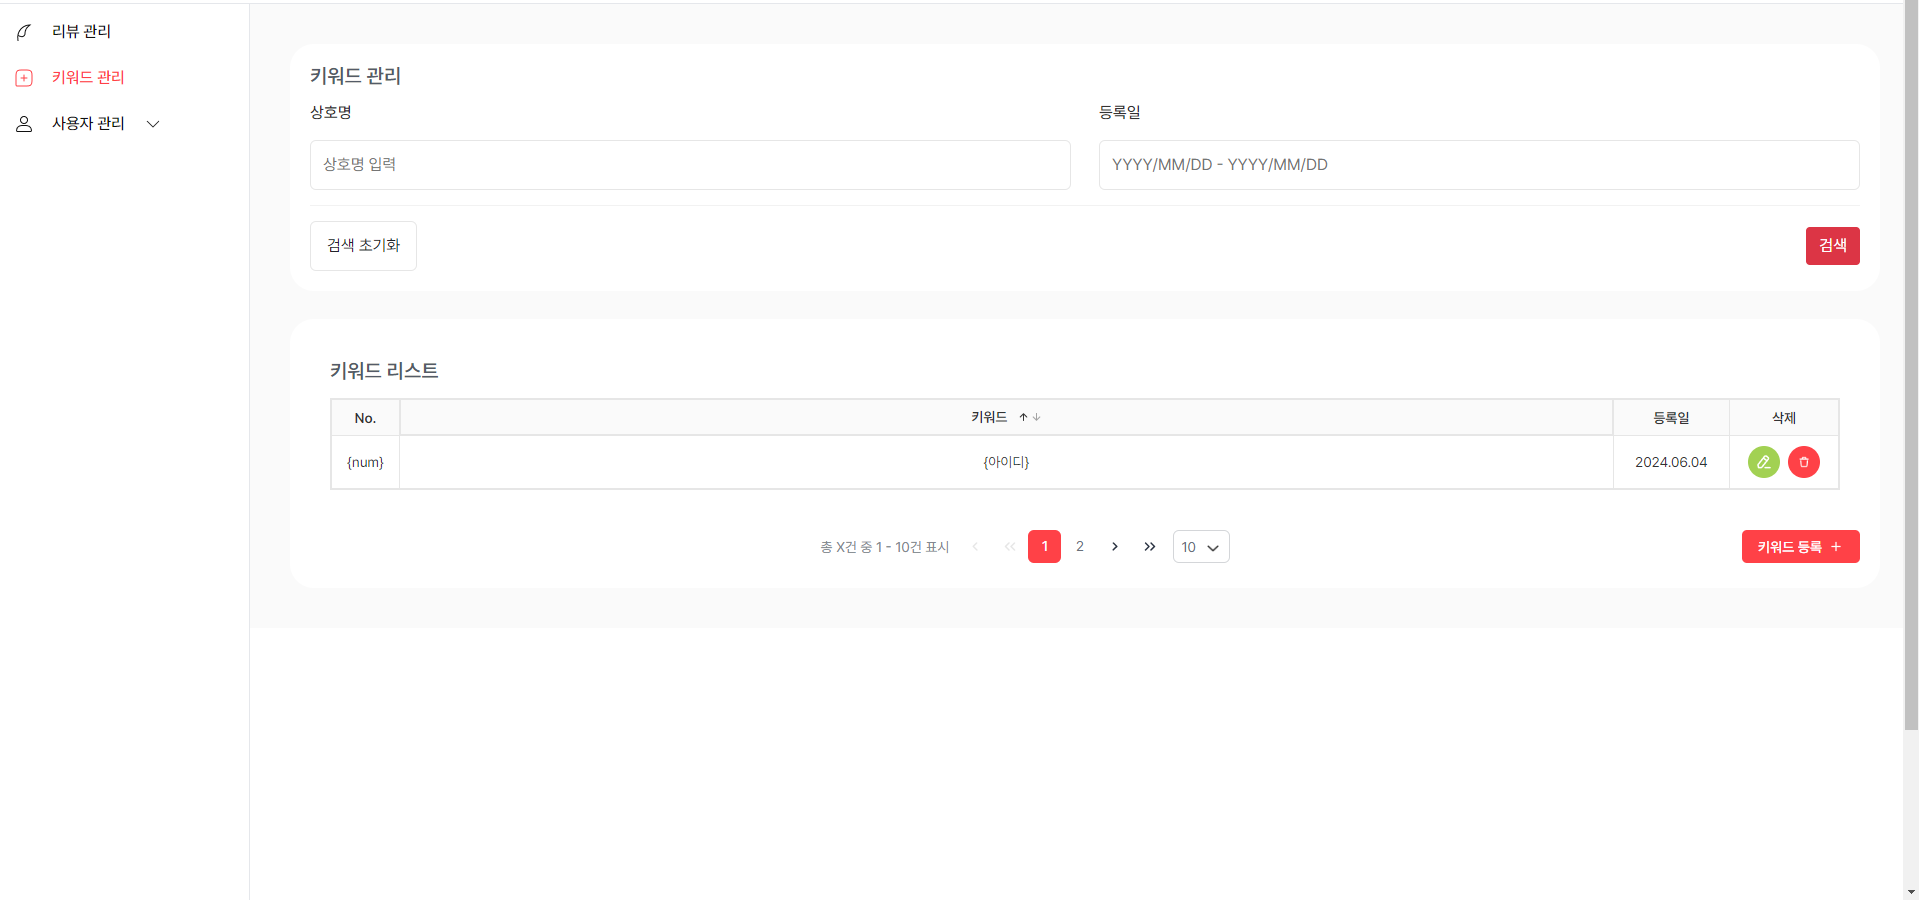 리뷰 관리
키워드 관리
사용자 관리
키워드 관리
상호명
등록일
상호명 입력
YYYY/MM/DD - YYYY/MM/DD
검색 초기화
검색
키워드 리스트
No. 키워드 등록일 삭제
{num} {아이디} 2024.06.04
총 X건 중 1 - 10건 표시 1 2 10
키워드 등록 +